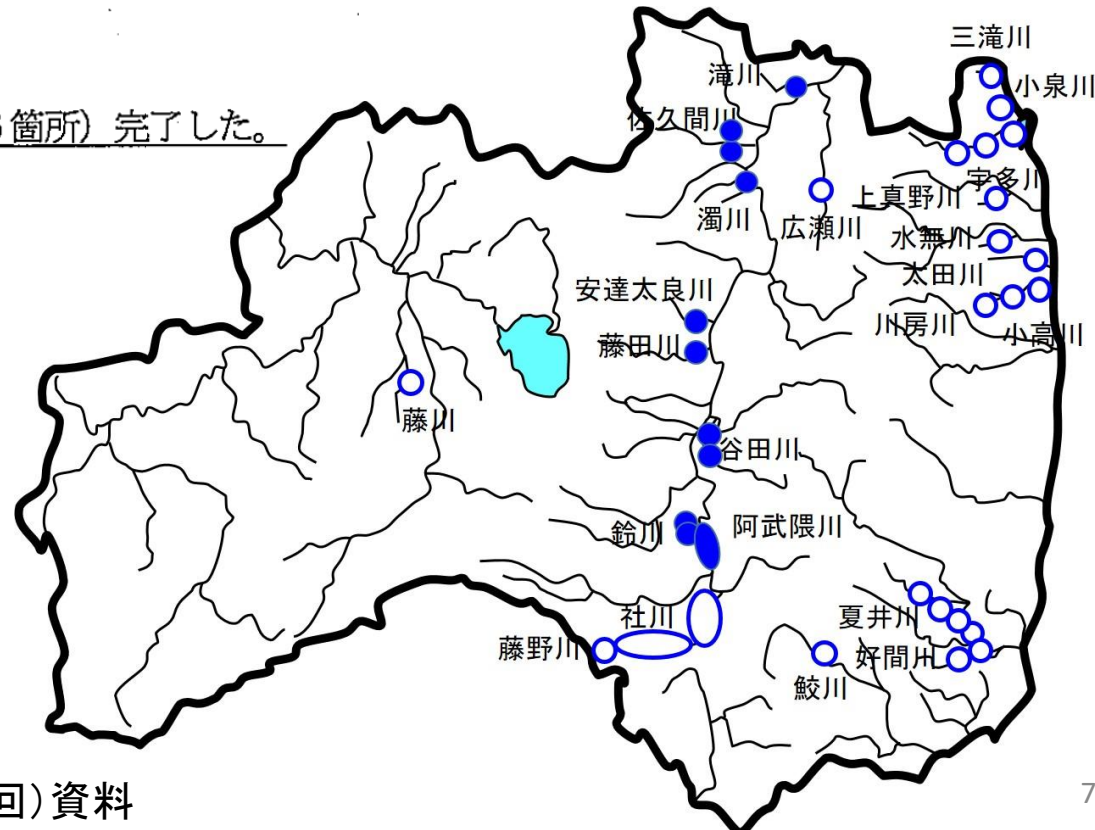 箇所) 完了した。
三滝川
滝川
小泉川
佐久間川
宇多川
上真野川
濁川
広瀬川
水無川
太田川
安達太良川
川房川
小高川
藤田川
藤川
谷田川
鈴川
阿武隈川
社川
夏井川
藤野川
好間川
鮫川
回)資料
7